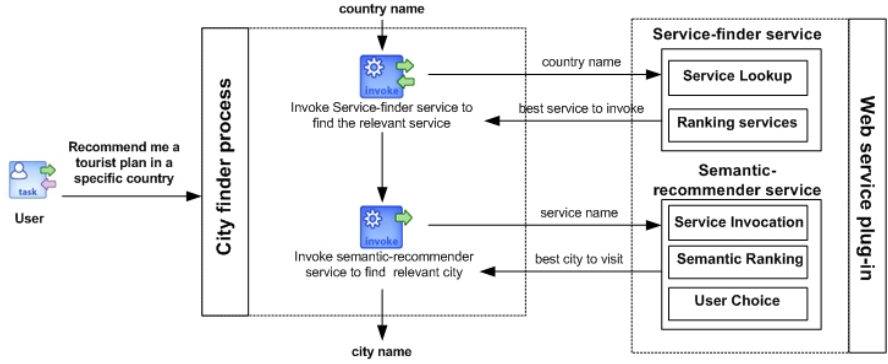 country name
Service-finder service
country name
Service Lookup
invoke
Invoke Service-finder service to
find the relevant service
best service to invoke
Ranking services
Recommend me a
tourist plan in a
specific country
task
User
City finder process
Web service plug-in
Semantic-
recommender service
service name
Service Invocation
invoke
Invoke semantic-recommender
service to find relevant city
best city to visit
Semantic Ranking
User Choice
city name